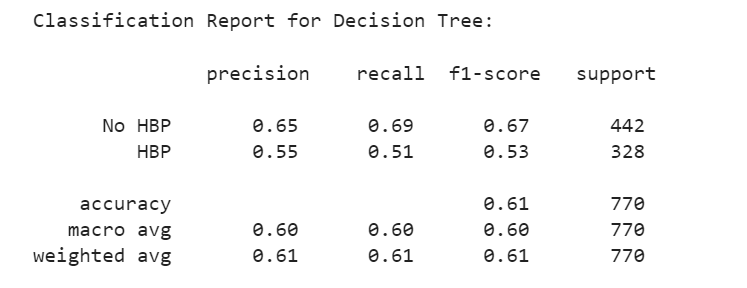 Classification Report for Decision Tree:
precision recall f1-score support
No HBP 0.65 0.69 0.67 442
HBP 0.55 0.51 0.53 328
accuracy 0.61 770
macro avg 0.60 0.60 0.60 770
weighted avg 0.61 0.61 0.61 770